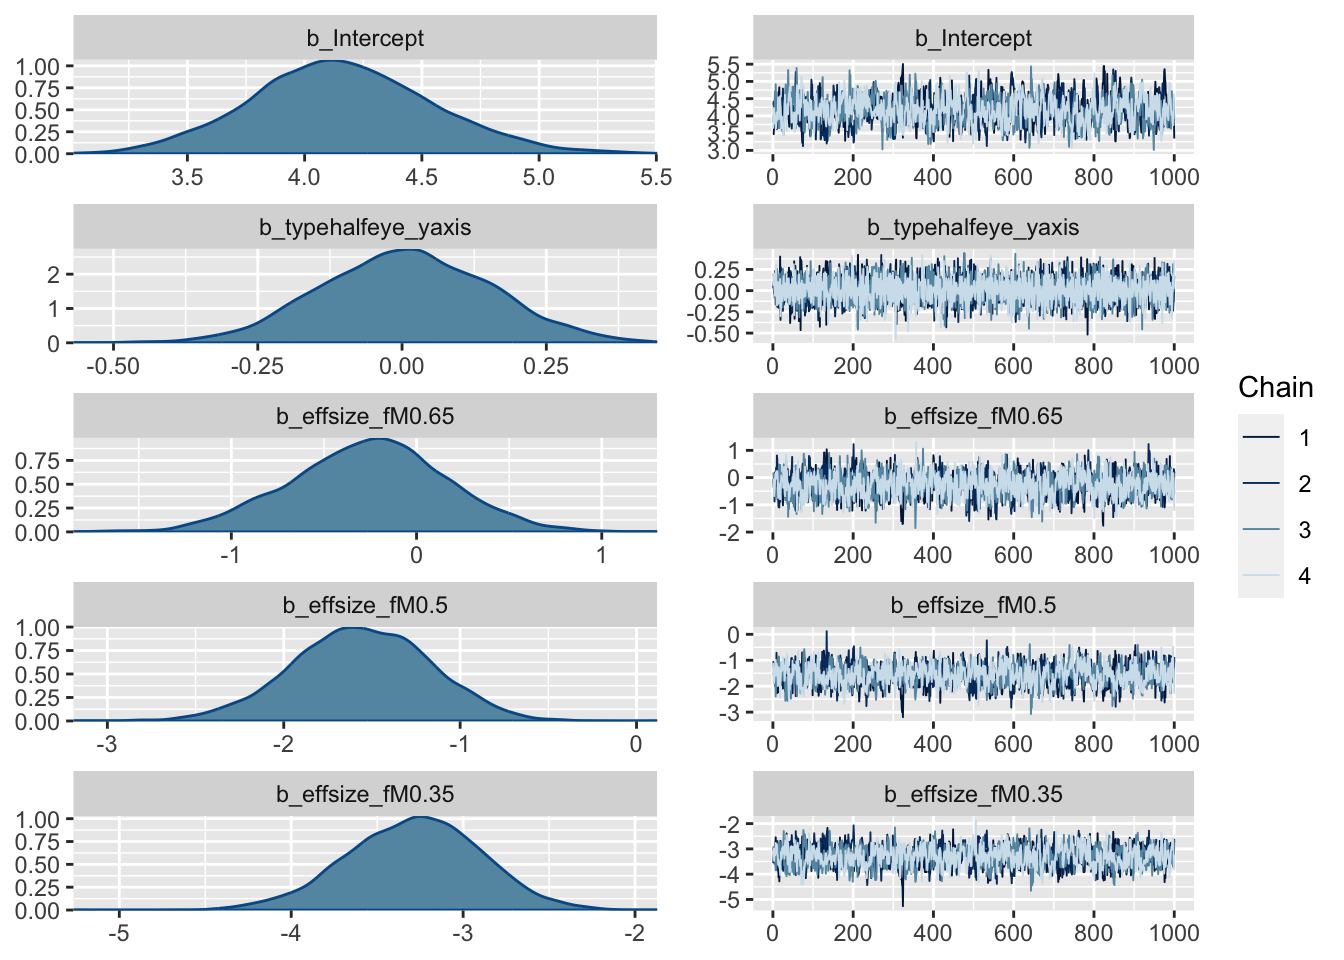 b_Intercept
1.00
0.75
0.50
0.25
0.00
3.5 4.0 4.5 5.0 5.5
b_Intercept
5.5
5.0
4.5
4.0
3.5
3.0
0 200 400 600 800 1000
b_typehalfeye_yaxis
2
1
0
-0.50 -0.25 0.00 0.25
b_typehalfeye_yaxis
0.25
0.00
-0.25
-0.50
0 200 400 600 800 1000
b_effsize_fM0.65
0.75
0.50
0.25
0.00
-1 0 1
b_effsize_fM0.65
1
0
-1
-2
0 200 400 600 800 1000
b_effsize_fM0.5
1.00
0.75
0.50
0.25
0.00
-3 -2 -1 0
b_effsize_fM0.5
0
-1
-2
-3
0 200 400 600 800 1000
b_effsize_fM0.35
1.00
0.75
0.50
0.25
0.00
-5 -4 -3 -2
b_effsize_fM0.35
-2
-3
-4
-5
0 200 400 600 800 1000
Chain
1
2
3
4